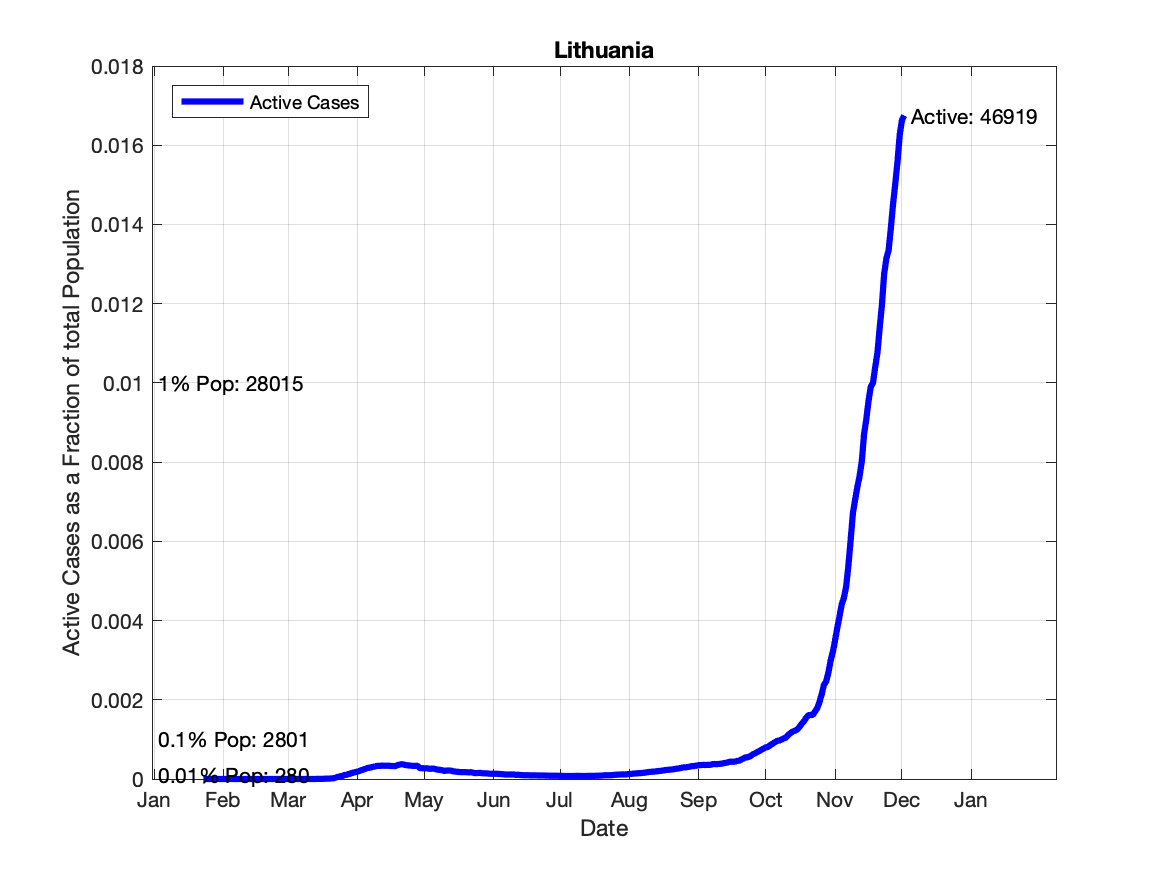 Lithuania
Active Cases
Active: 46919
0.018
0.016
0.014
0.012
0.01
0.008
0.006
0.004
0.002
0
1% Pop: 28015
0.1% Pop: 2801
0.01% Pop: 280
Active Cases as a Fraction of total Population
Jan Feb Mar Apr May Jun Jul Aug Sep Oct Nov Dec Jan
Date